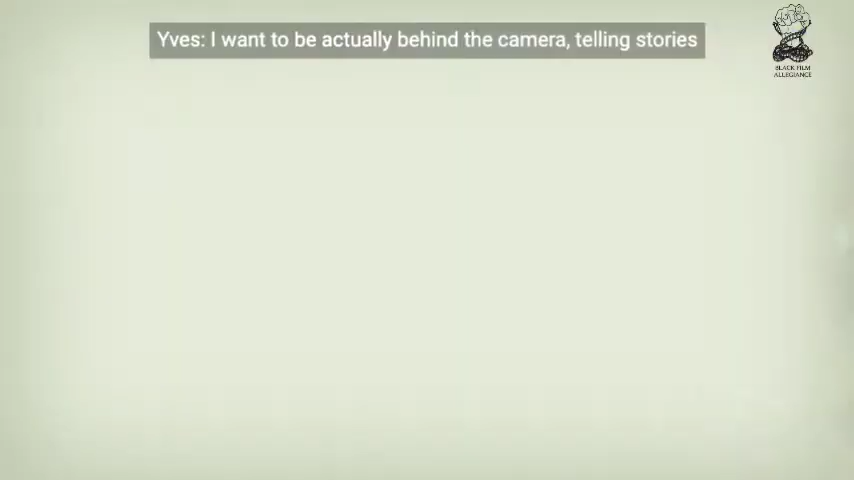 Yves: I want to be actually behind the camera, telling stories
BLACK FILM
ALLEGIANCE